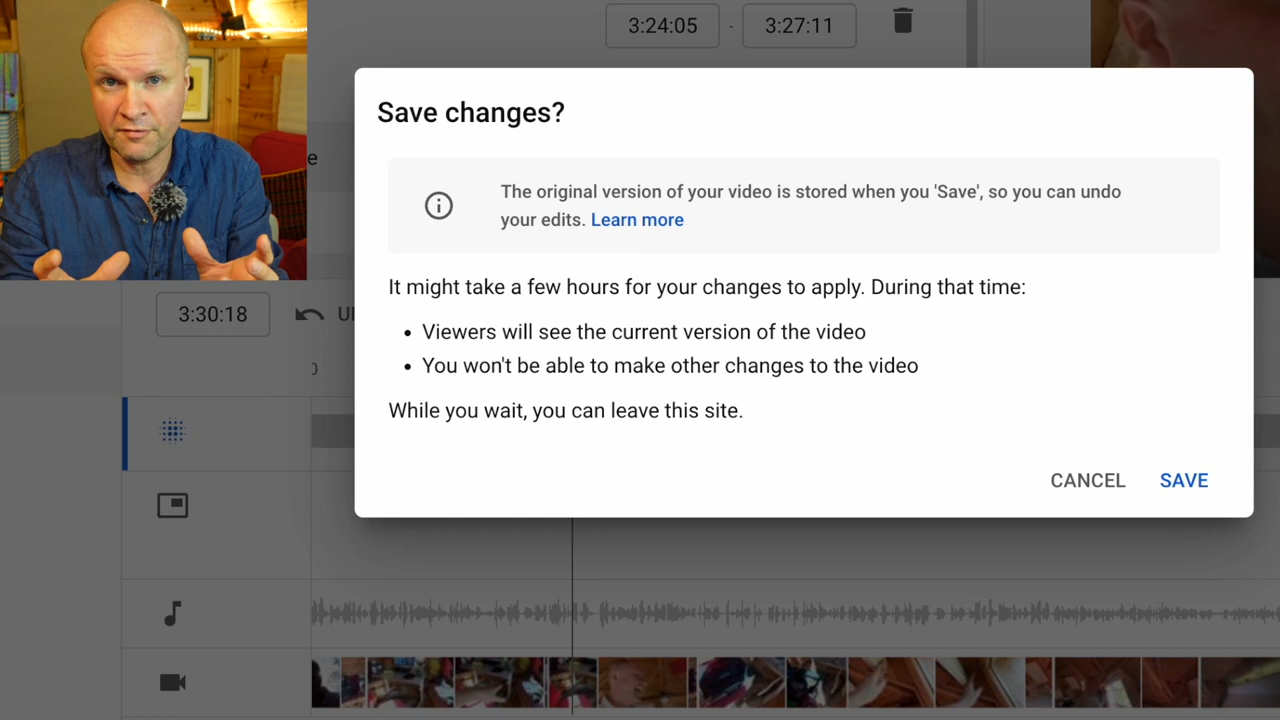 3:24:05 - 3:27:11
Save changes?
e
The original version of your video is stored when you 'Save', so you can undo
your edits. Learn more
It might take a few hours for your changes to apply. During that time:
3:30:18
• Viewers will see the current version of the video
• You won't be able to make other changes to the video
While you wait, you can leave this site.
CANCEL SAVE